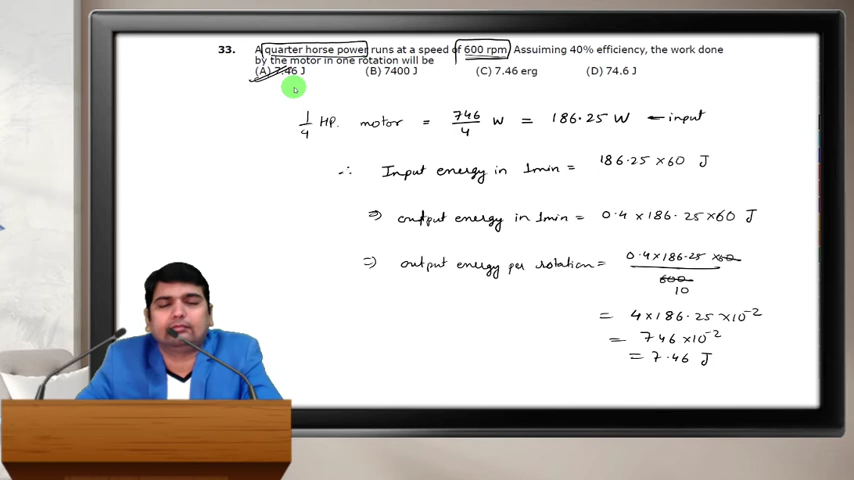 33. A quarter horse power runs at a speed of 600 rpm. Assuming 40% efficiency, the work done
by the motor in one rotation will be
(A) 7.46 J (B) 7400 J (C) 7.46 erg (D) 74.6 J
1/4 HP. motor = 746/4 W = 186.25 W ← input
∴ Input energy in 1min = 186.25 × 60 J
⇒ output energy in 1min = 0.4 × 186.25 × 60 J
⇒ output energy per rotation = 0.4 × 186.25 × 60 / 600
10
= 4 × 186.25 × 10⁻²
= 746 × 10⁻²
= 7.46 J